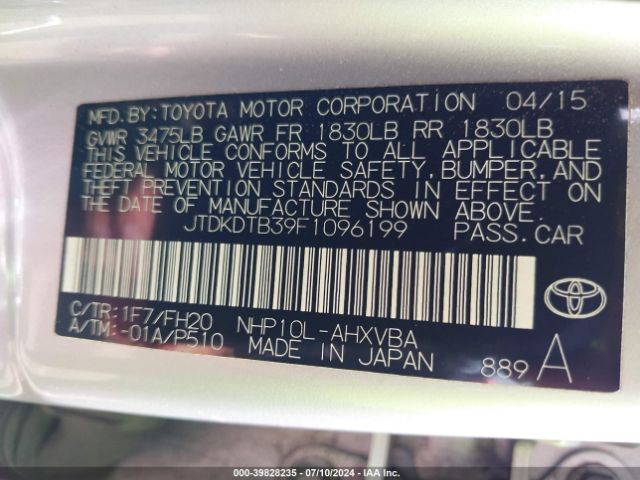 MFD.BY:TOYOTA MOTOR CORPORATION 04/15
GVWR 3475LB GAWR FR 1830LB RR 1830LB
THIS VEHICLE CONFORMS TO ALL APPLICABLE
FEDERAL MOTOR VEHICLE SAFETY,BUMPER,AND
THEFT PREVENTION STANDARDS IN EFFECT ON
THE DATE OF MANUFACTURE SHOWN ABOVE.
JTDKDTB39F1096199 PASS.CAR
C/TR:1F7/FH20 NHP10L-AHXVBA
A/TM:-01A/P510 MADE IN JAPAN 889 A
000-39828235 - 07/10/2024 - IAA Inc.